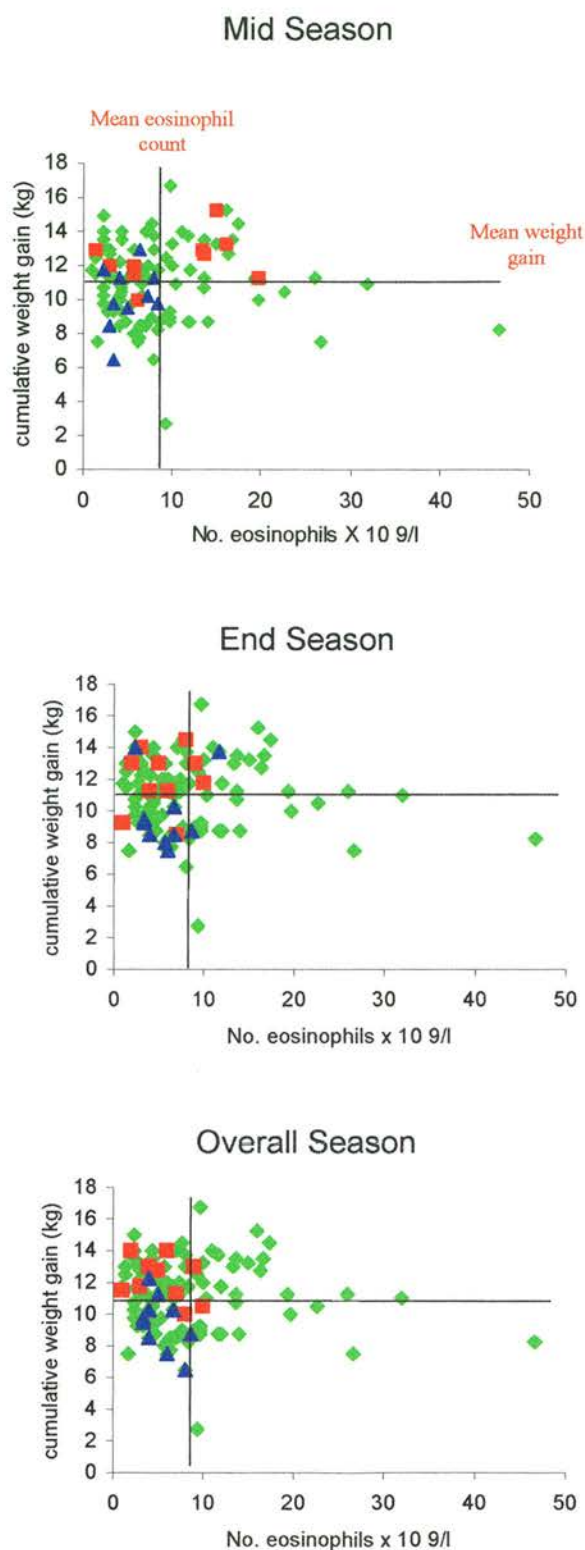 Mid Season
Mean eosinophil
count
Mean weight
gain
cumulative weight gain (kg)
18
16
14
12
10
8
6
4
2
0
0 10 20 30 40 50
No. eosinophils X 10 9/l
End Season
cumulative weight gain (kg)
18
16
14
12
10
8
6
4
2
0
0 10 20 30 40 50
No. eosinophils x 10 9/l
Overall Season
cumulative weight gain (kg)
18
16
14
12
10
8
6
4
2
0
0 10 20 30 40 50
No. eosinophils x 10 9/l